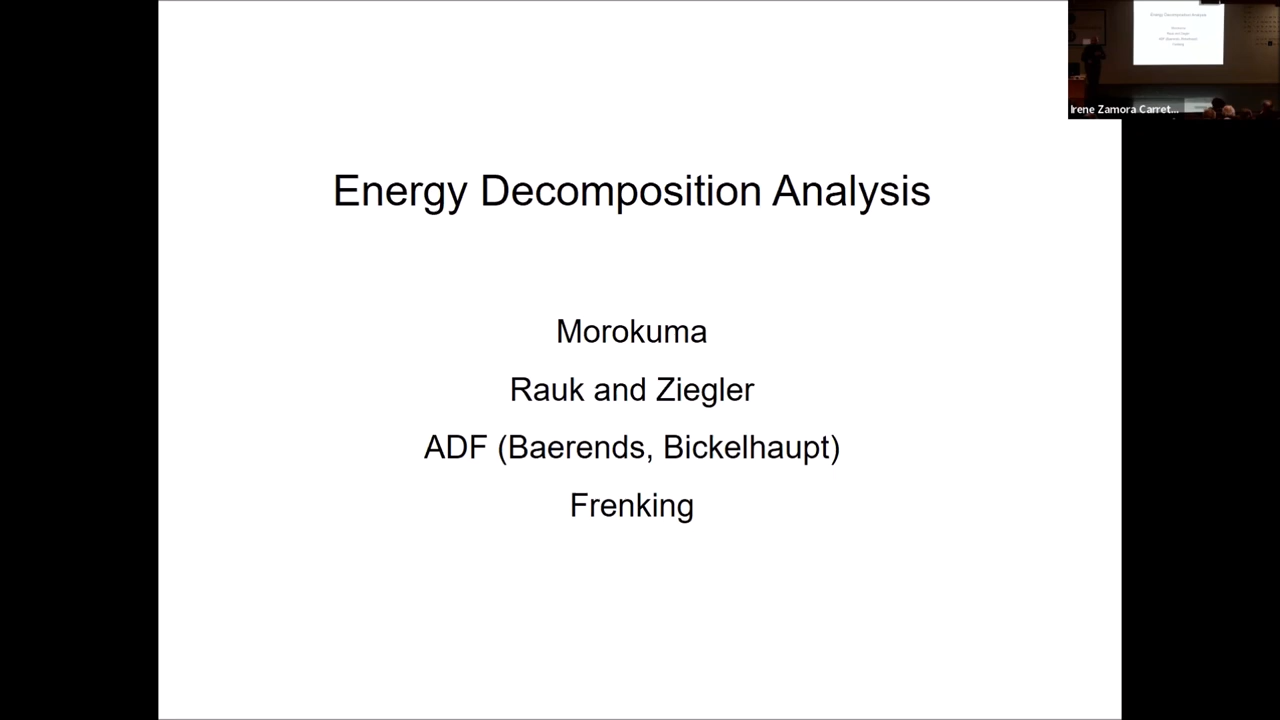 Energy Decomposition Analysis
Morokuma
Rauk and Ziegler
ADF (Baerends, Bickelhaupt)
Frenking
Irene Zamora Carret...